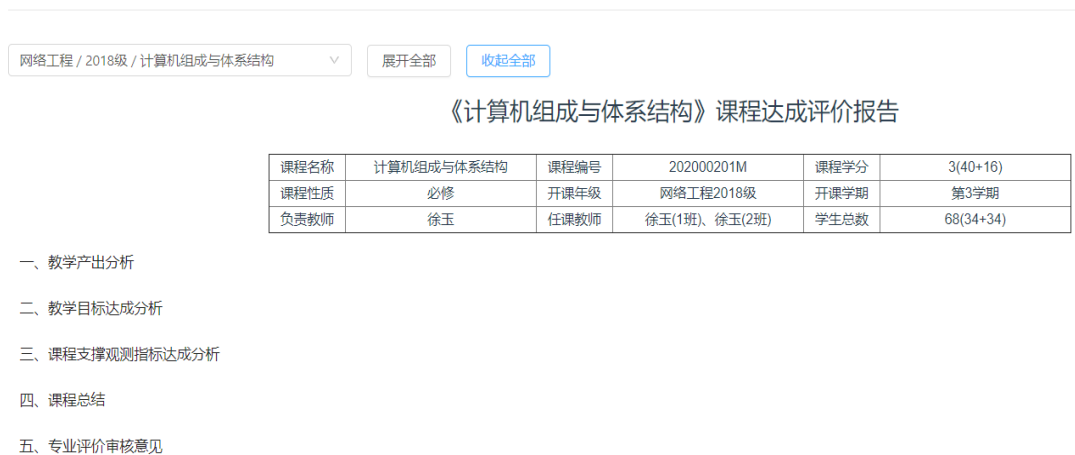 网络工程 / 2018级 / 计算机组成与体系结构 展开全部 收起全部
《计算机组成与体系结构》课程达成评价报告
课程名称 计算机组成与体系结构 课程编号 202000201M 课程学分 3(40+16)
课程性质 必修 开课年级 网络工程2018级 开课学期 第3学期
负责教师 徐玉 任课教师 徐玉(1班)、徐玉(2班) 学生总数 68(34+34)
一、教学产出分析
二、教学目标达成分析
三、课程支撑观测指标达成分析
四、课程总结
五、专业评价审核意见